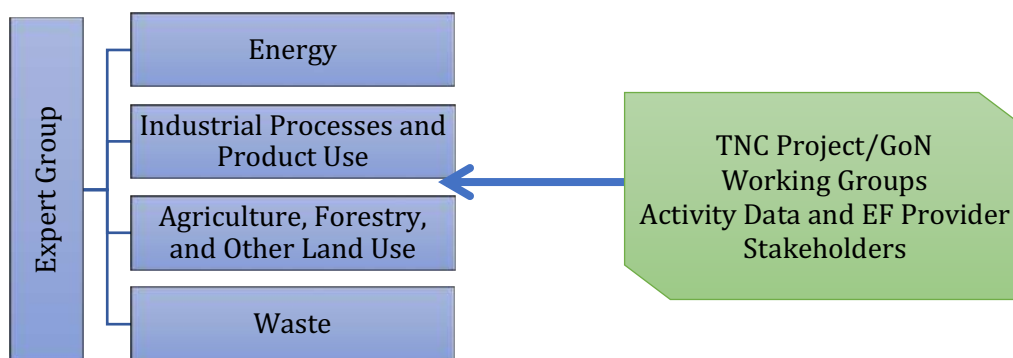 Expert Group
Energy
Industrial Processes and
Product Use
Agriculture, Forestry,
and Other Land Use
Waste
TNC Project/GoN
Working Groups
Activity Data and EF Provider
Stakeholders